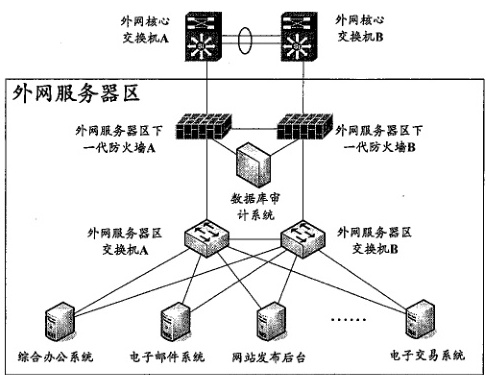 外网核心
交换机A
外网核心
交换机B
外网服务器区
外网服务器区下
一代防火墙A
外网服务器区下
一代防火墙B
数据库审
计系统
外网服务器区
交换机A
外网服务器区
交换机B
······
综合办公系统
电子邮件系统
网站发布后台
电子交易系统